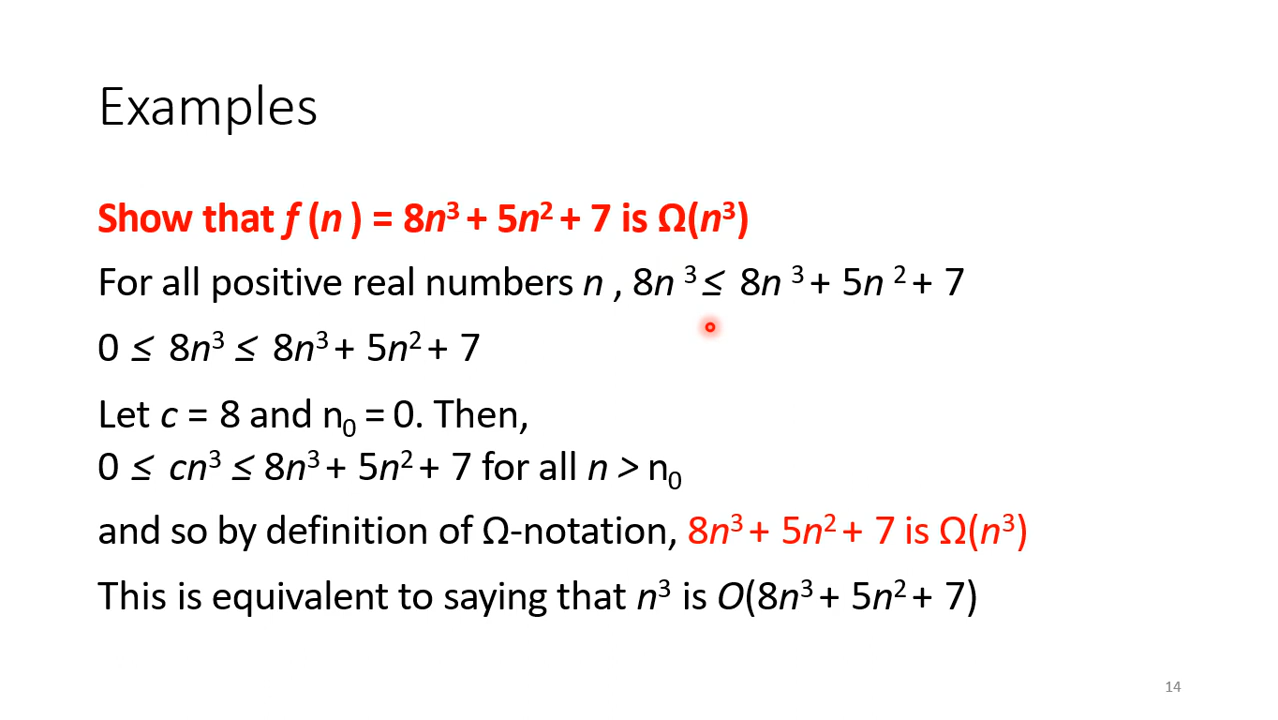 Examples
Show that f (n ) = 8n³ + 5n² + 7 is Ω(n³)
For all positive real numbers n , 8n ³ ≤ 8n ³ + 5n ² + 7
0 ≤ 8n³ ≤ 8n³ + 5n² + 7
Let c = 8 and n₀ = 0. Then,
0 ≤ cn³ ≤ 8n³ + 5n² + 7 for all n > n₀
and so by definition of Ω-notation, 8n³ + 5n² + 7 is Ω(n³)
This is equivalent to saying that n³ is O(8n³ + 5n² + 7)
14